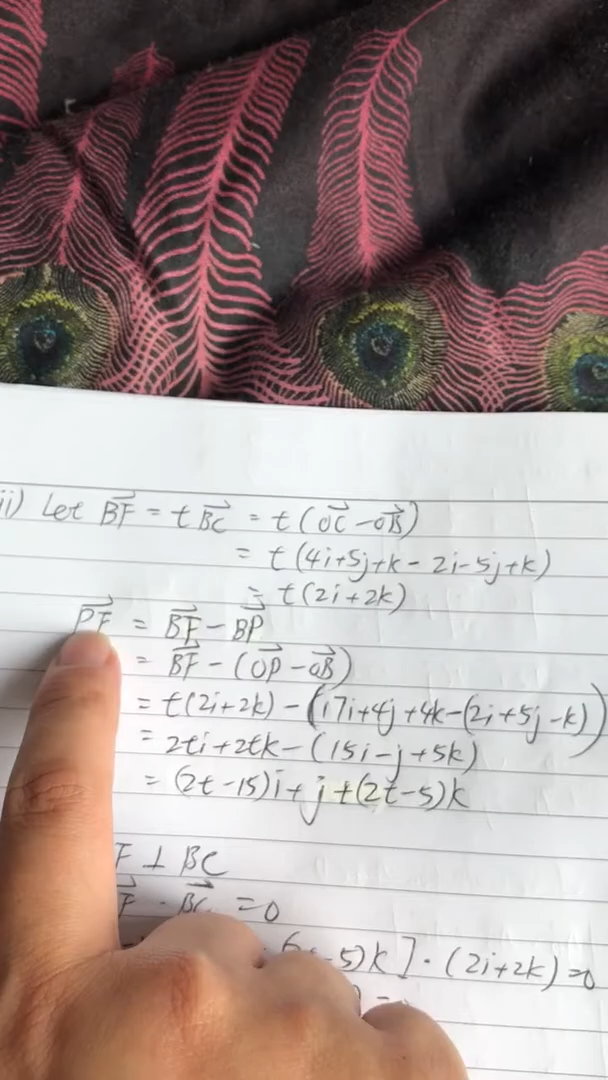 ii) Let BF⃗ = t BC⃗ = t(OC⃗ - OB⃗)
= t(4i+5j+k - 2i-5j+k)
= t(2i+2k)
PF⃗ = BF⃗ - BP⃗
= BF⃗ - (OP⃗ - OB⃗)
= t(2i+2k) - (17i+4j+4k-(2i+5j-k))
= 2ti+2tk-(15i-j+5k)
= (2t-15)i+j+(2t-5)k
F ⊥ BC
F⃗ · BC⃗ = 0
-5)k] · (2i+2k)=0